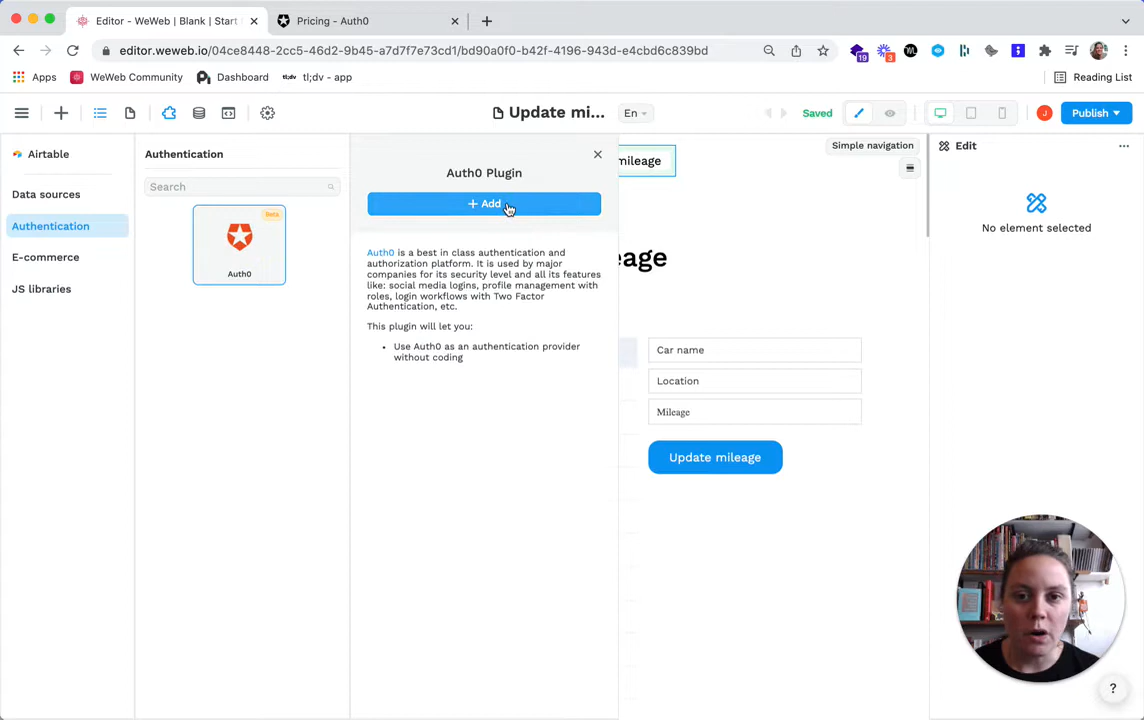 Editor - WeWeb | Blank | Start
Pricing - Auth0
editor.weweb.io/04ce8448-2cc5-46d2-9b45-a7d7f7e73cd1/bd90a0f0-b42f-4196-943d-e4cbd6c839bd
19
3
Apps
WeWeb Community
Dashboard
tl;dv - app
Reading List
Update mi...
En
Saved
J
Publish
Airtable
Data sources
Authentication
E-commerce
JS libraries
Authentication
Search
Beta
Auth0
Auth0 Plugin
+ Add
Auth0 is a best in class authentication and
authorization platform. It is used by major
companies for its security level and all its features
like: social media logins, profile management with
roles, login workflows with Two Factor
Authentication, etc.
This plugin will let you:
• Use Auth0 as an authentication provider
without coding
mileage
Simple navigation
eage
Car name
Location
Mileage
Update mileage
Edit
...
No element selected
?